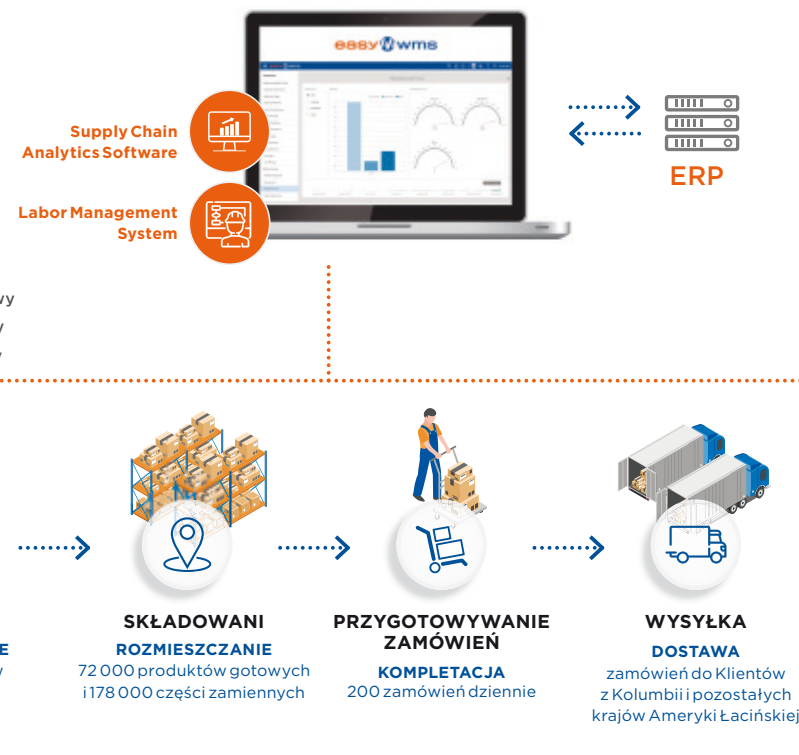 easy wms
Supply Chain
Analytics Software
Labor Management
System
ERP
wy
y
y
SKŁADOWANI
ROZMIESZCZANIE
72 000 produktów gotowych
i 178 000 części zamiennych
PRZYGOTOWYWANIE
ZAMÓWIEŃ
KOMPLETACJA
200 zamówień dziennie
WYSYŁKA
DOSTAWA
zamówień do Klientów
z Kolumbii i pozostałych
krajów Ameryki Łacińskiej
E